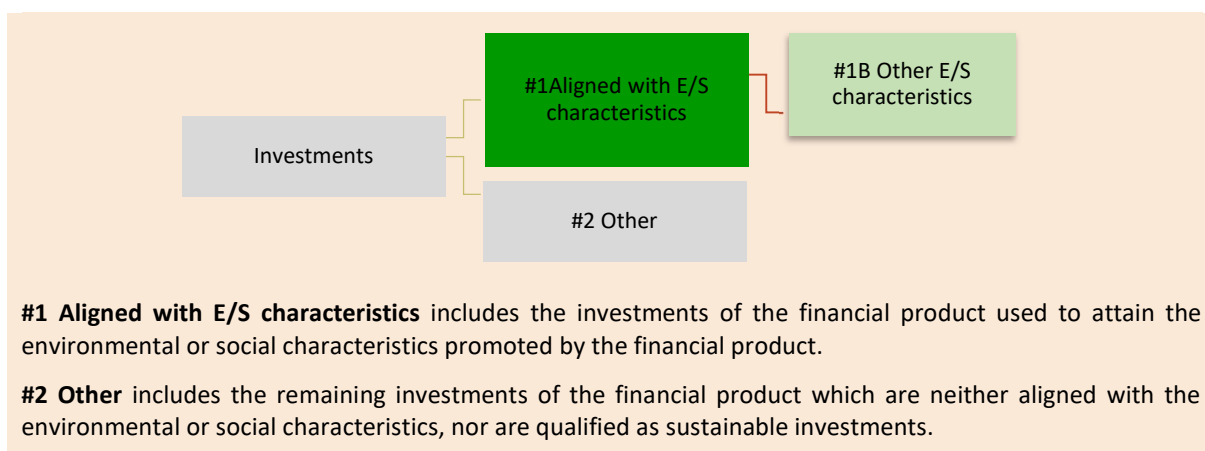 #1Aligned with E/S
characteristics
#1B Other E/S
characteristics
Investments
#2 Other
#1 Aligned with E/S characteristics includes the investments of the financial product used to attain the
environmental or social characteristics promoted by the financial product.
#2 Other includes the remaining investments of the financial product which are neither aligned with the
environmental or social characteristics, nor are qualified as sustainable investments.